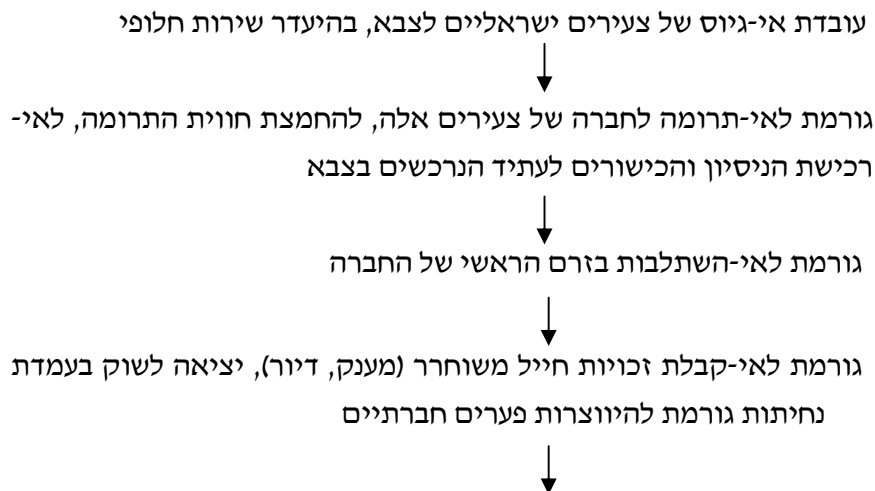 עובדת אי-גיוס של צעירים ישראליים לצבא, בהיעדר שירות חלופי
גורמת לאי-תרומה לחברה של צעירים אלה, להחמצת חווית התרומה, לאי-
רכישת הניסיון והכישורים לעתיד הנרכשים בצבא
גורמת לאי-השתלבות בזרם הראשי של החברה
גורמת לאי-קבלת זכויות חייל משוחרר (מענק, דיור), יציאה לשוק בעמדת
נחיתות גורמת להיווצרות פערים חברתיים